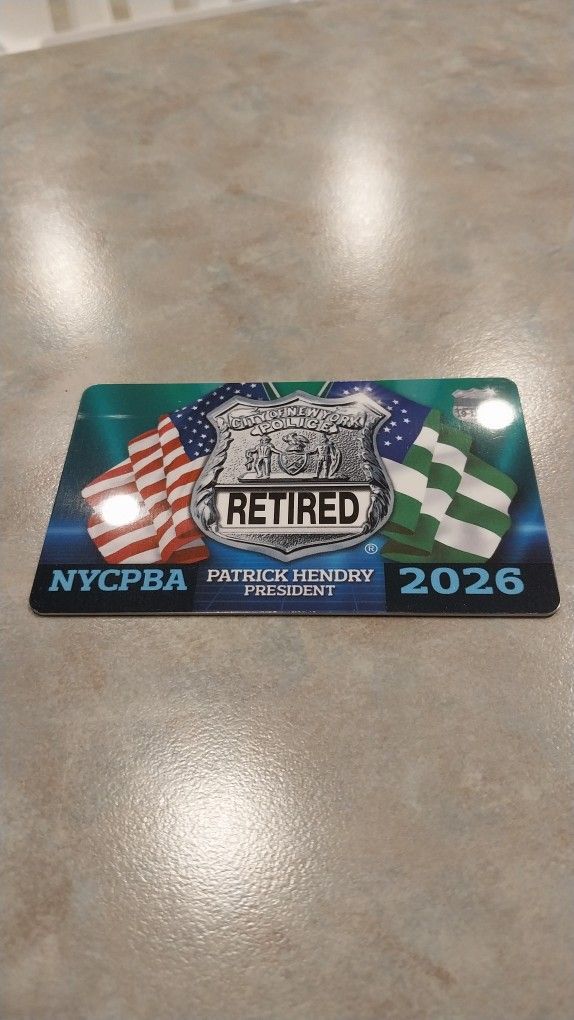 CITY OF NEW YORK
POLICE
RETIRED
®
NYCPBA
PATRICK HENDRY
PRESIDENT
2026